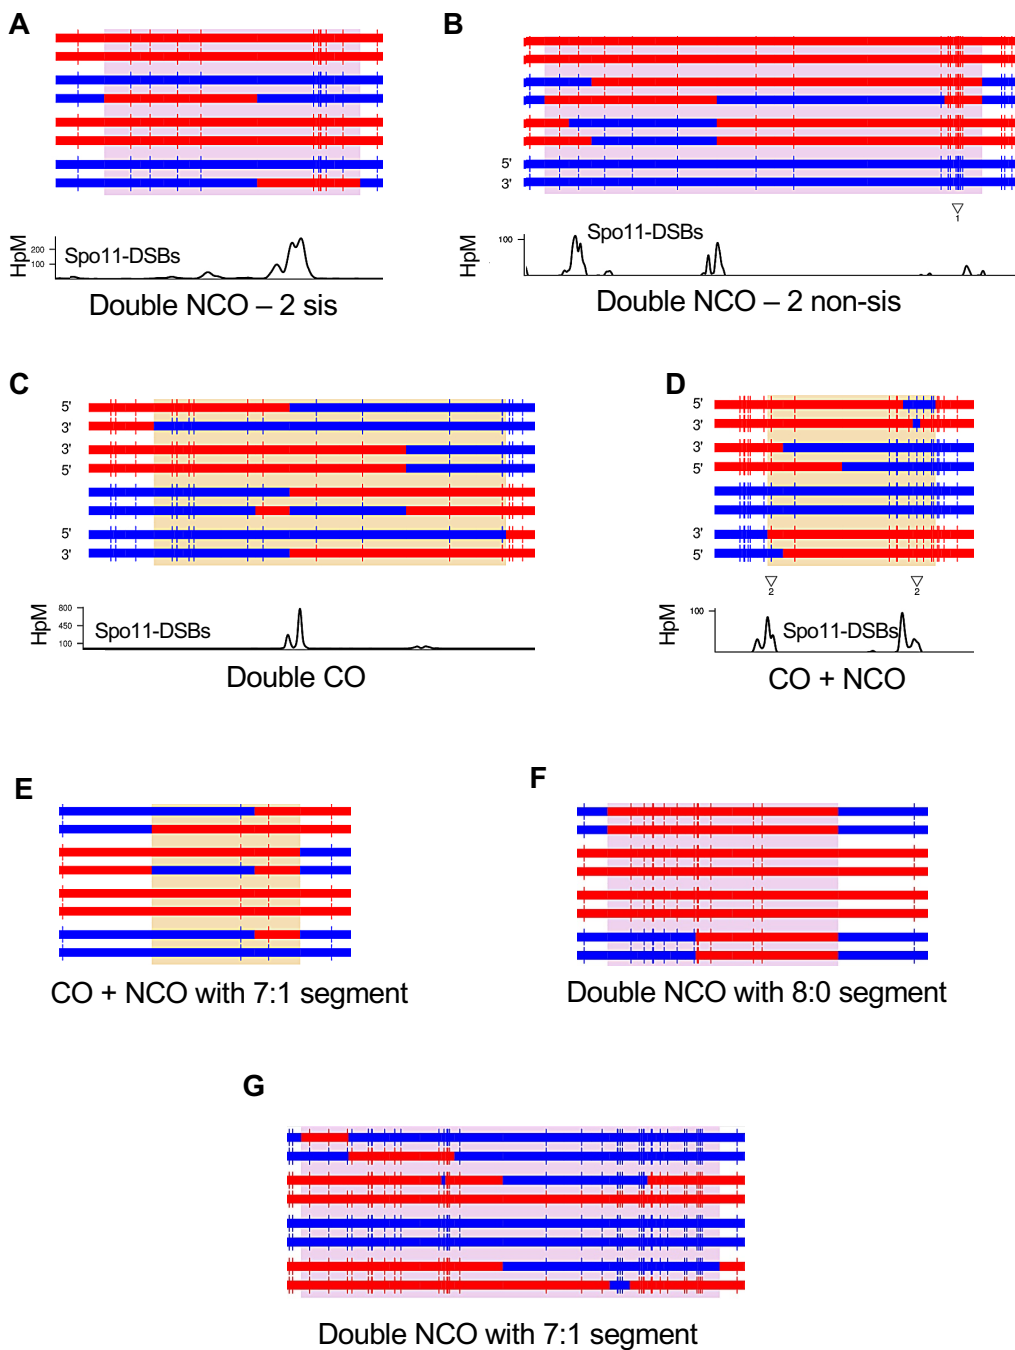 A
B
5'
3'
1
HpM
200
100
Spo11-DSBs
HpM
100
Spo11-DSBs
Double NCO – 2 sis
Double NCO – 2 non-sis
C
D
5'
3'
3'
5'
5'
3'
5'
3'
3'
5'
3'
5'
2
2
HpM
800
450
100
Spo11-DSBs
HpM
100
Spo11-DSBs
Double CO
CO + NCO
E
F
CO + NCO with 7:1 segment
Double NCO with 8:0 segment
G
Double NCO with 7:1 segment